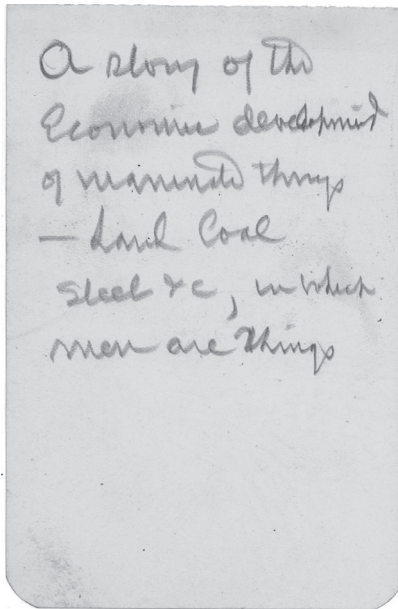 A story of the
Economic development
of inanimate things
— Land Coal
Steel &c, in which
men are things